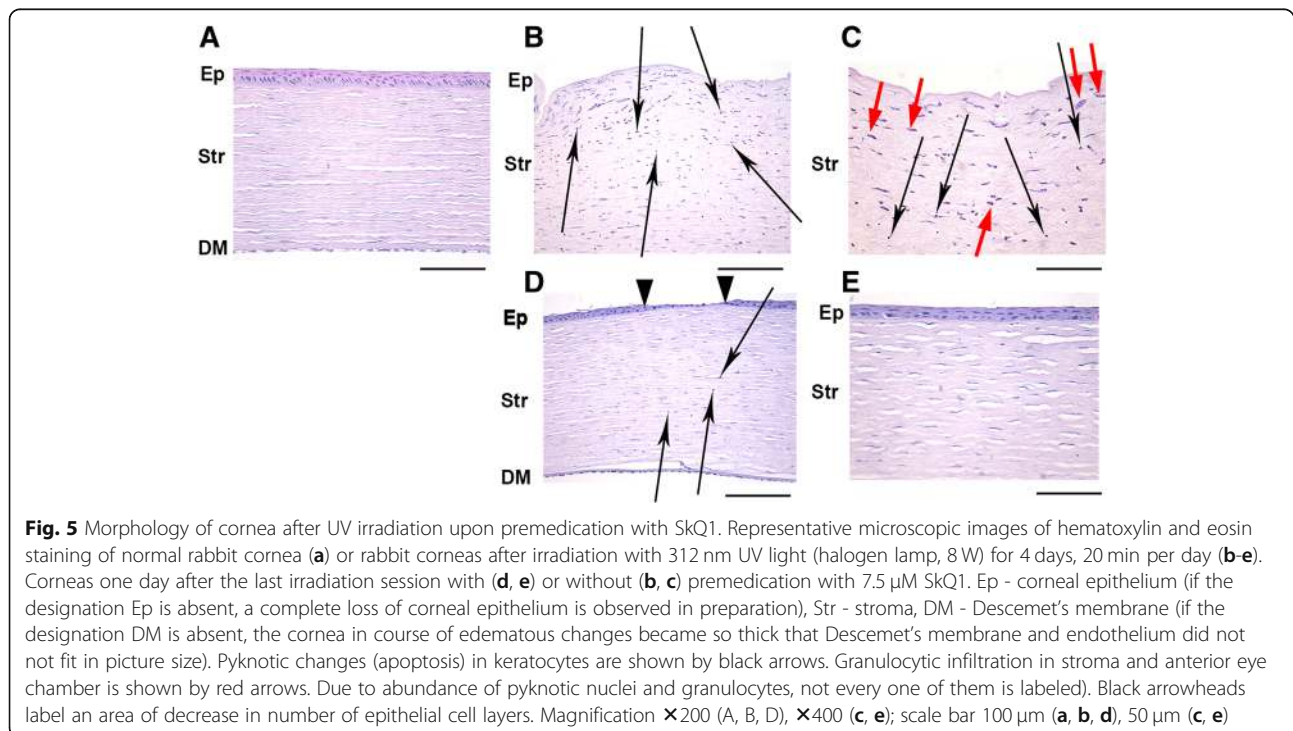 A
B
C
Ep
Ep
Str
Str
Str
DM
D
E
Ep
Ep
Str
Str
DM
Fig. 5 Morphology of cornea after UV irradiation upon premedication with SkQ1. Representative microscopic images of hematoxylin and eosin
staining of normal rabbit cornea (a) or rabbit corneas after irradiation with 312 nm UV light (halogen lamp, 8 W) for 4 days, 20 min per day (b-e).
Corneas one day after the last irradiation session with (d, e) or without (b, c) premedication with 7.5 μM SkQ1. Ep - corneal epithelium (if the
designation Ep is absent, a complete loss of corneal epithelium is observed in preparation), Str - stroma, DM - Descemet's membrane (if the
designation DM is absent, the cornea in course of edematous changes became so thick that Descemet's membrane and endothelium did not
not fit in picture size). Pyknotic changes (apoptosis) in keratocytes are shown by black arrows. Granulocytic infiltration in stroma and anterior eye
chamber is shown by red arrows. Due to abundance of pyknotic nuclei and granulocytes, not every one of them is labeled). Black arrowheads
label an area of decrease in number of epithelial cell layers. Magnification ×200 (A, B, D), ×400 (c, e); scale bar 100 μm (a, b, d), 50 μm (c, e)